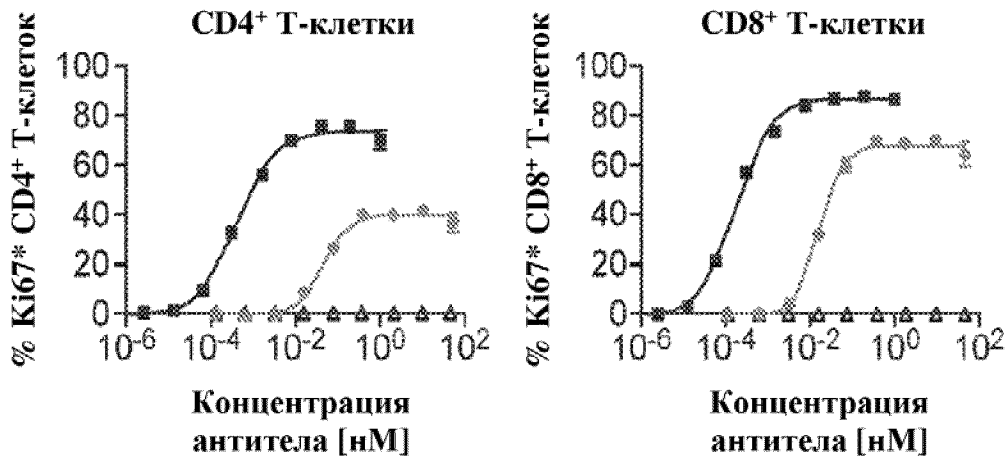 CD4⁺ Т-клетки
% Ki67* CD4⁺ Т-клеток
100
80
60
40
20
0
10⁻⁶ 10⁻⁴ 10⁻² 10⁰ 10²
Концентрация
антитела [нМ]
CD8⁺ Т-клетки
% Ki67* CD8⁺ Т-клеток
100
80
60
40
20
0
10⁻⁶ 10⁻⁴ 10⁻² 10⁰ 10²
Концентрация
антитела [нМ]